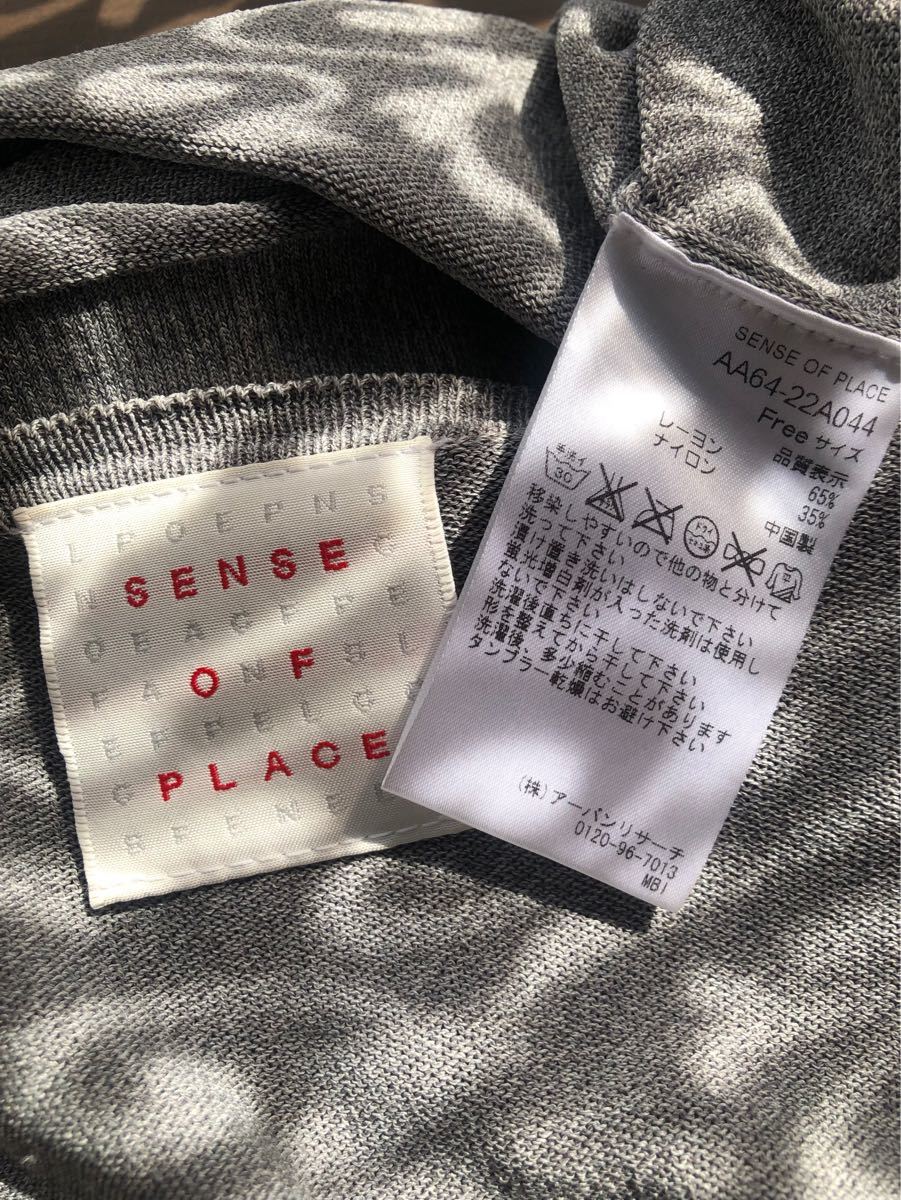 LPOEPNS
SENSE
OF
PLACE
SENSE OF PLACE
AA64-22A044
Free サイズ
品質表示
レーヨン 65%
ナイロン 35%
中国製
手洗イ
30
移染しやすいので他の物と分けて
洗って下さい
漬け置き洗いはしないで下さい
蛍光増白剤が入った洗剤は使用し
ないで下さい
洗濯後直ちに干して下さい
形を整えてから干して下さい
洗濯後、多少縮むことがあります
タンブラー乾燥はお避け下さい
(株)アーバンリサーチ
0120-96-7013
MBI